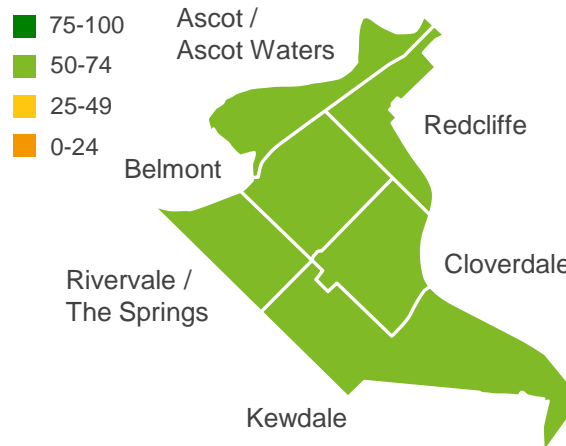 75-100
50-74
25-49
0-24
Ascot /
Ascot Waters
Redcliffe
Belmont
Cloverdale
Rivervale /
The Springs
Kewdale